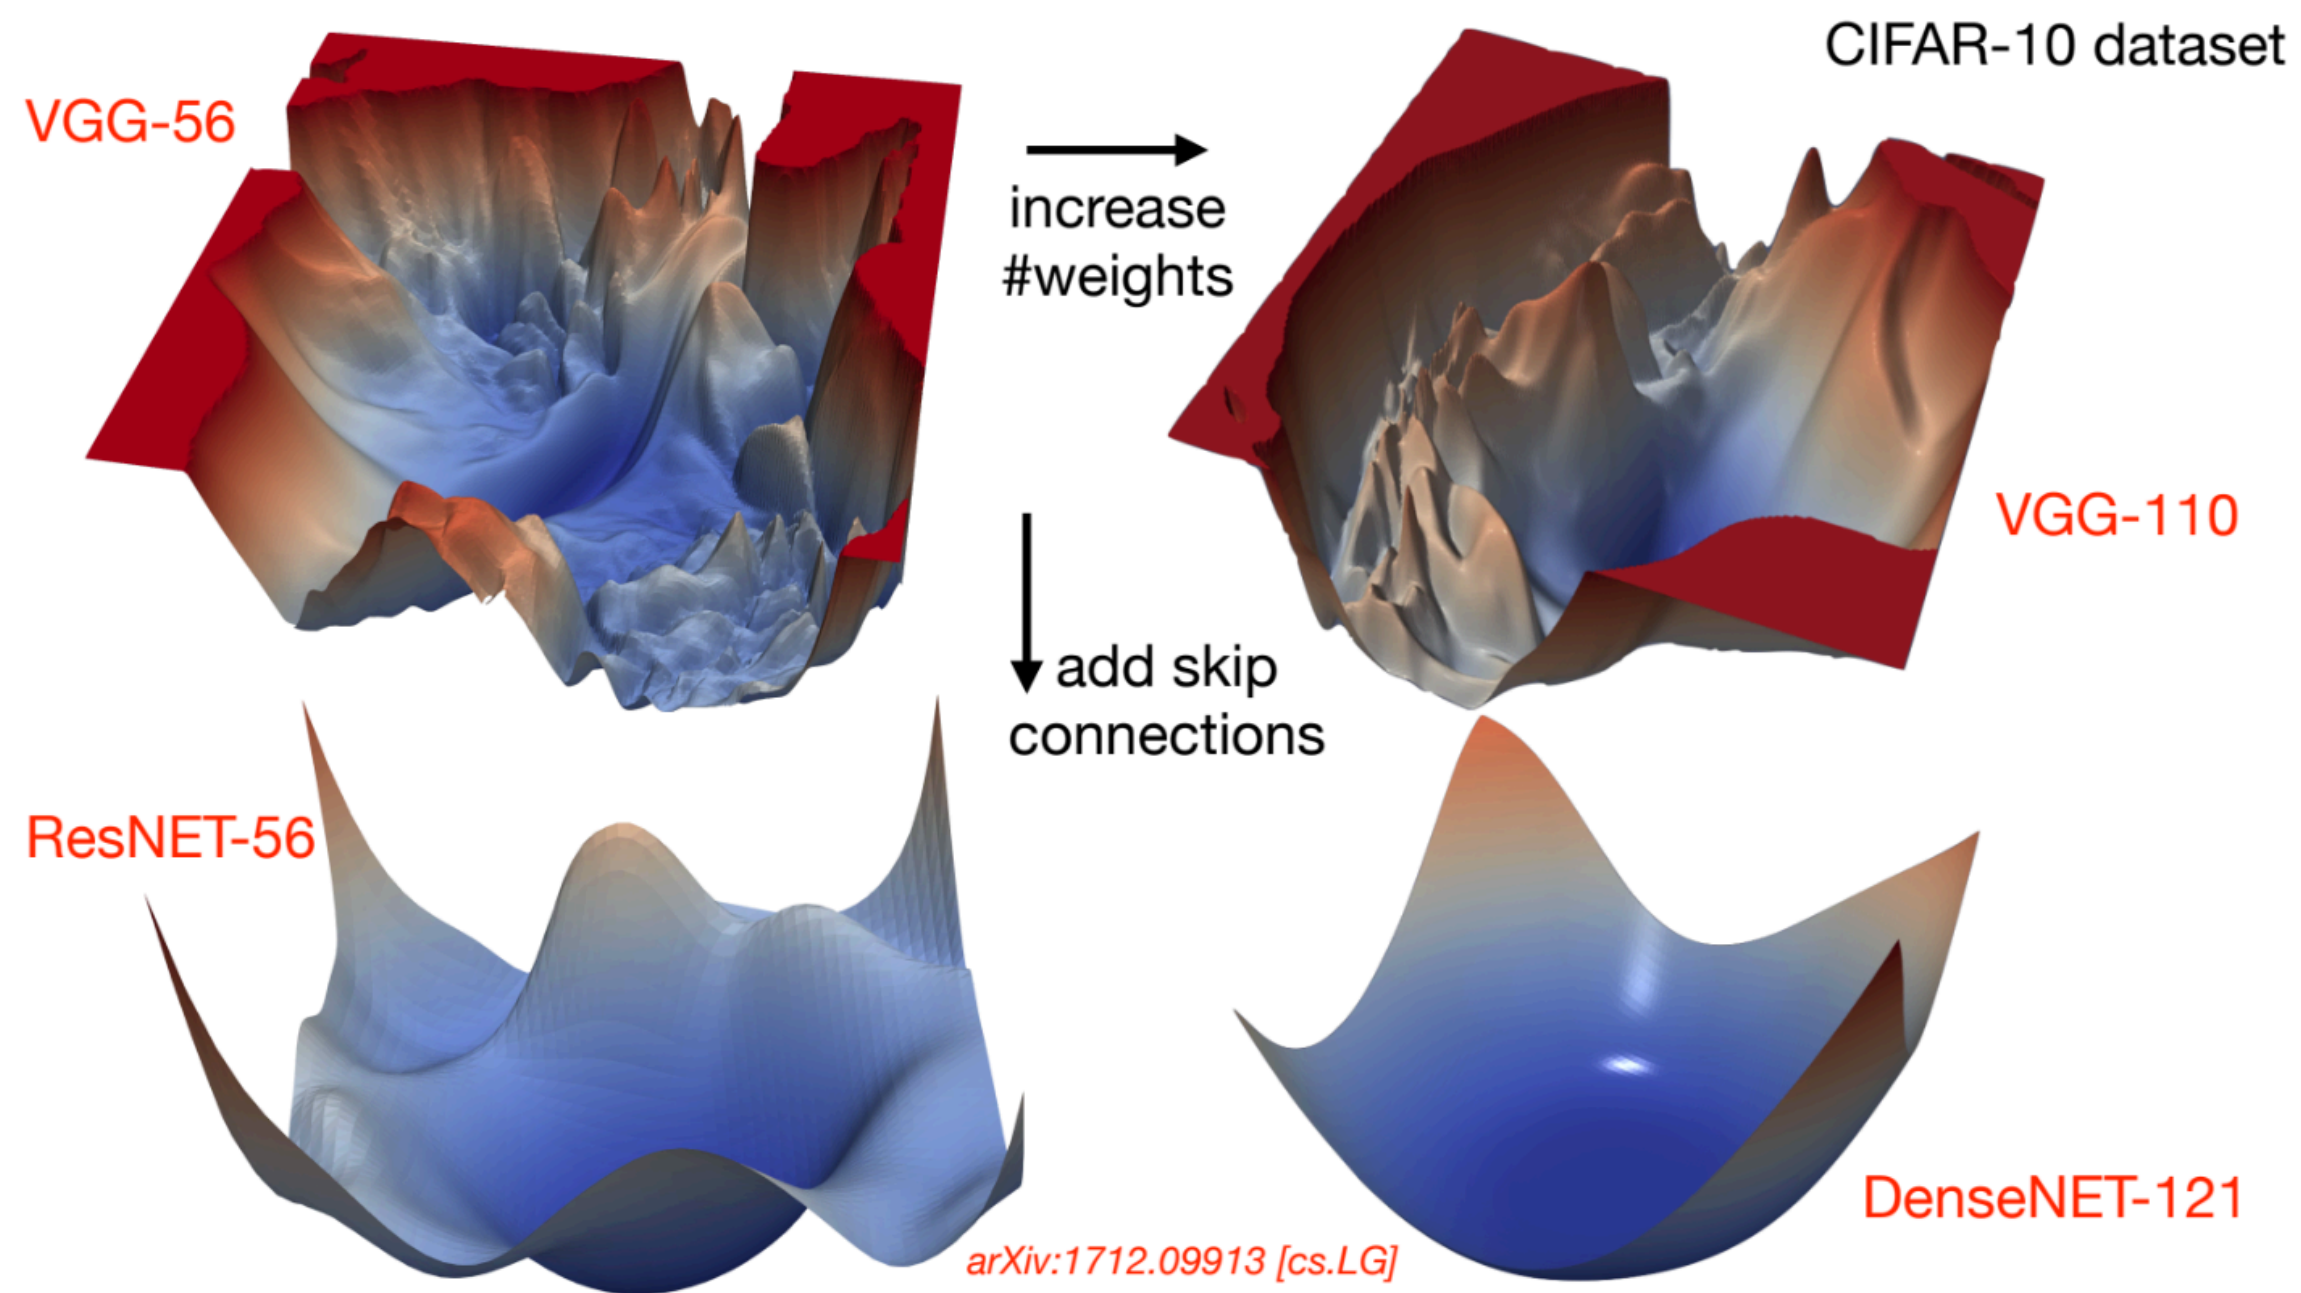 CIFAR-10 dataset
VGG-56
increase
#weights
VGG-110
add skip
connections
ResNET-56
DenseNET-121
arXiv:1712.09913 [cs.LG]